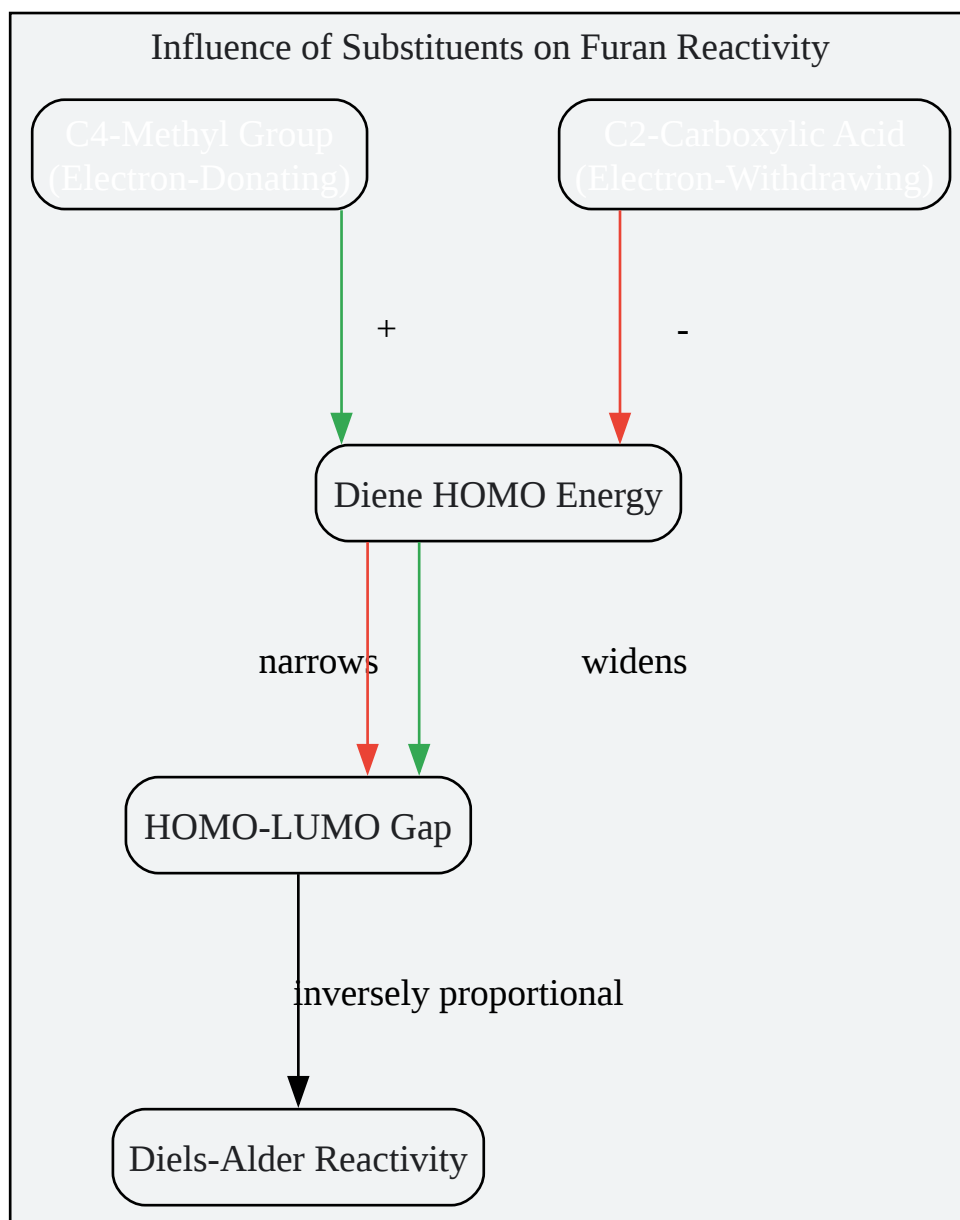 Influence of Substituents on Furan Reactivity
C4-Methyl Group
(Electron-Donating)
C2-Carboxylic Acid
(Electron-Withdrawing)
+
-
Diene HOMO Energy
narrows
widens
HOMO-LUMO Gap
inversely proportional
Diels-Alder Reactivity